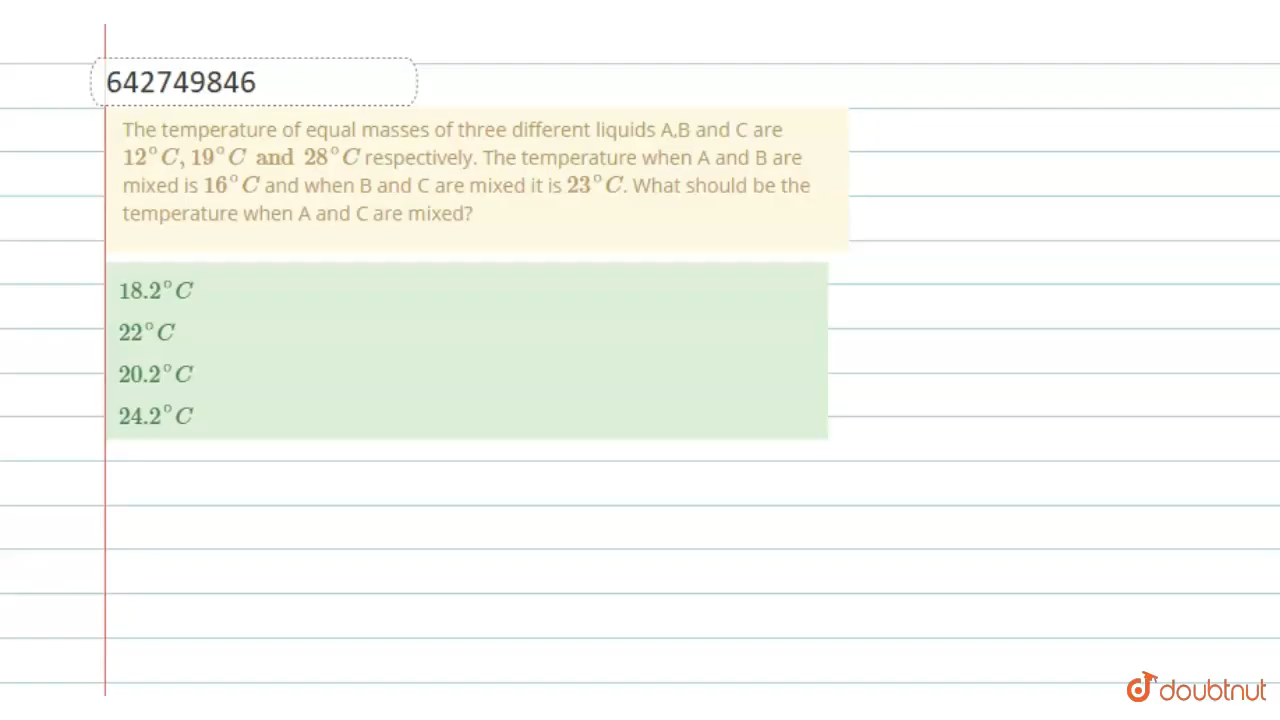 642749846
The temperature of equal masses of three different liquids A,B and C are
12°C, 19°C and 28°C respectively. The temperature when A and B are
mixed is 16°C and when B and C are mixed it is 23°C. What should be the
temperature when A and C are mixed?
18.2°C
22°C
20.2°C
24.2°C
doubtnut